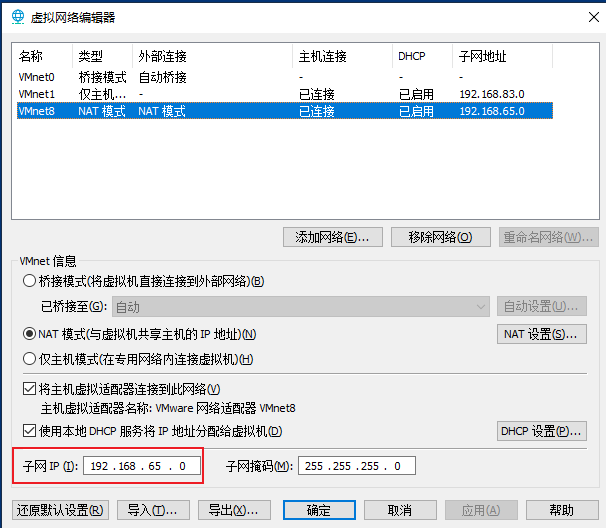 虚拟网络编辑器
名称 类型 外部连接 主机连接 DHCP 子网地址
VMnet0 桥接模式 自动桥接 - - -
VMnet1 仅主机... - 已连接 已启用 192.168.83.0
VMnet8 NAT 模式 NAT 模式 已连接 已启用 192.168.65.0
添加网络(E)... 移除网络(O) 重命名网络(W)...
VMnet 信息
桥接模式(将虚拟机直接连接到外部网络)(B)
已桥接至(G): 自动 自动设置(U)...
NAT 模式(与虚拟机共享主机的 IP 地址)(N) NAT 设置(S)...
仅主机模式(在专用网络内连接虚拟机)(H)
将主机虚拟适配器连接到此网络(V)
主机虚拟适配器名称: VMware 网络适配器 VMnet8
使用本地 DHCP 服务将 IP 地址分配给虚拟机(D) DHCP 设置(P)...
子网 IP (I): 192 .168 . 65 . 0 子网掩码(M): 255 .255 .255 . 0
还原默认设置(R) 导入(T)... 导出(X)... 确定 取消 应用(A) 帮助